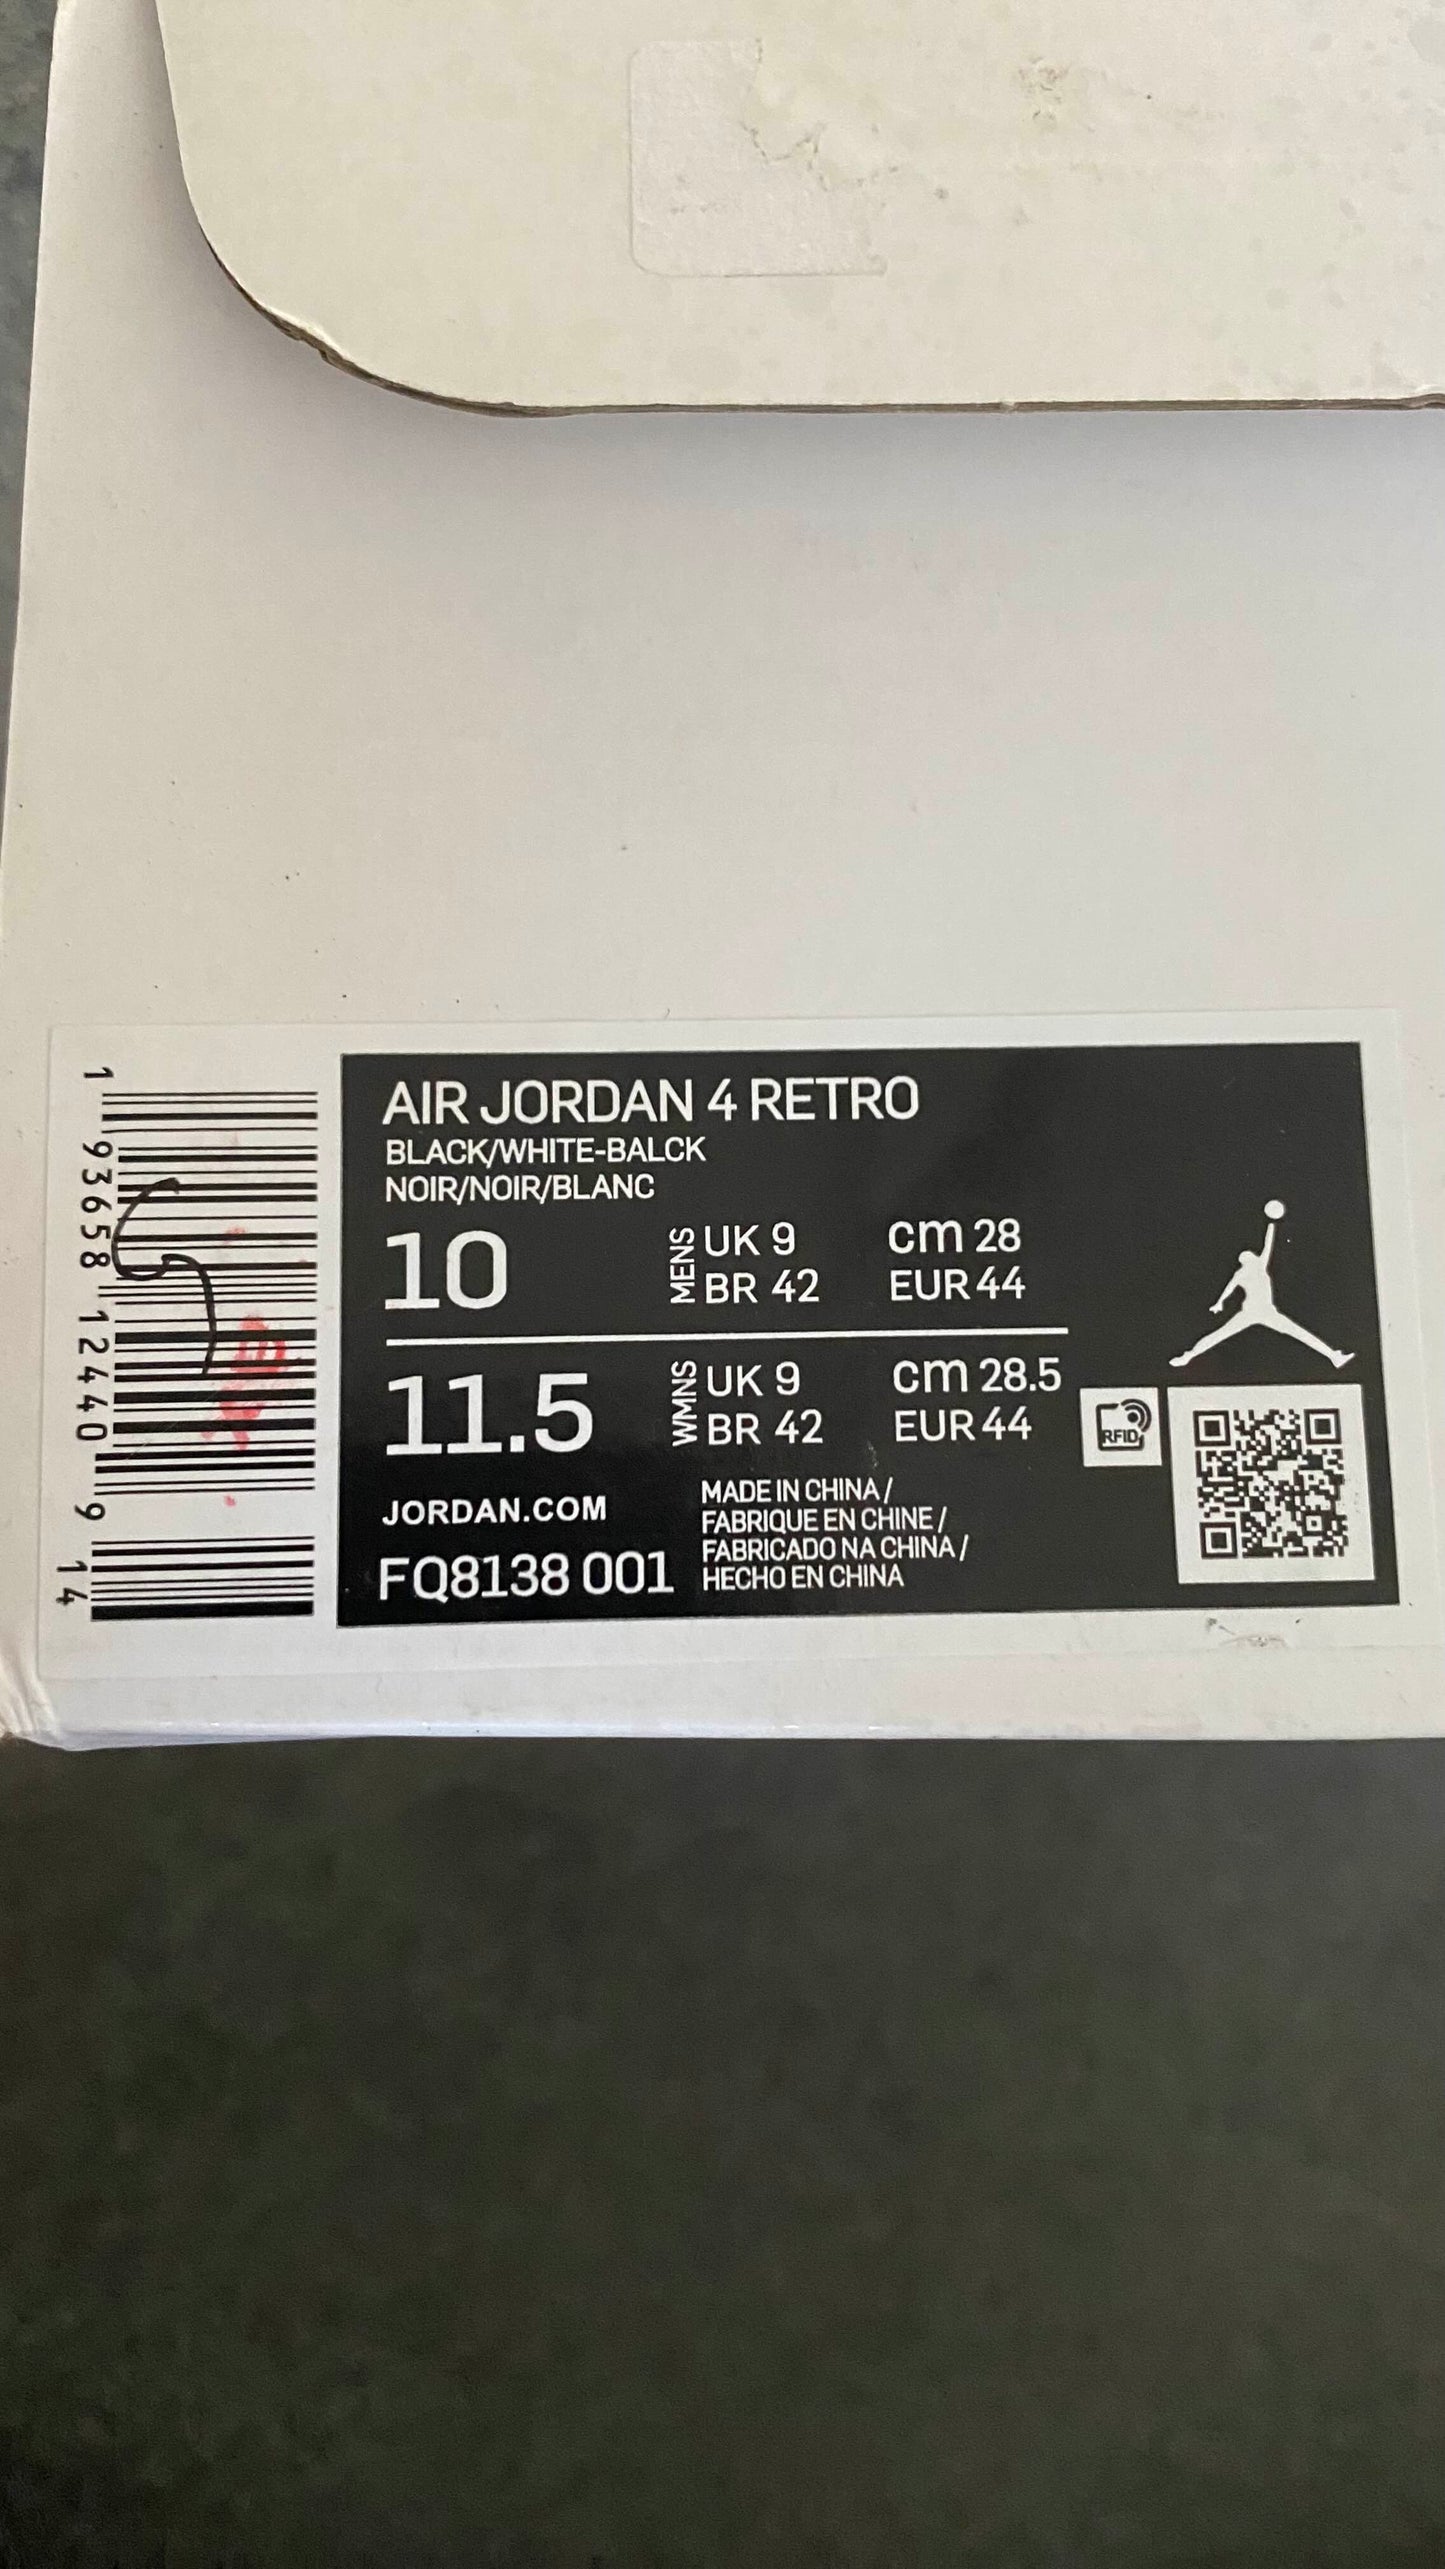 AIR JORDAN 4 RETRO
BLACK/WHITE-BALCK
NOIR/NOIR/BLANC
10
MENS
UK 9
cm 28
BR 42
EUR 44
11.5
WMNS
UK 9
cm 28.5
BR 42
EUR 44
RFID
JORDAN.COM
FQ8138 001
MADE IN CHINA /
FABRIQUE EN CHINE /
FABRICADO NA CHINA /
HECHO EN CHINA
1 93658 12440 9 14